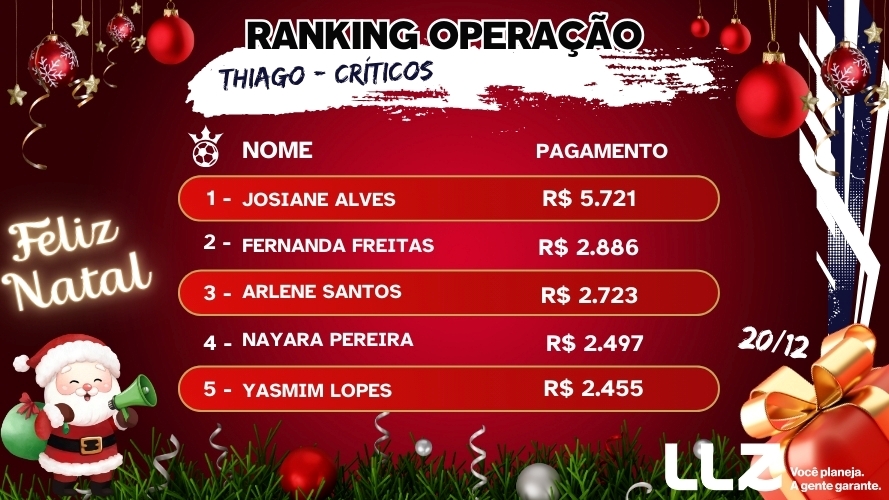 RANKING OPERAÇÃO
THIAGO - CRÍTICOS
NOME PAGAMENTO
1 - JOSIANE ALVES R$ 5.721
2 - FERNANDA FREITAS R$ 2.886
3 - ARLENE SANTOS R$ 2.723
4 - NAYARA PEREIRA R$ 2.497
5 - YASMIM LOPES R$ 2.455
Feliz
Natal
20/12
LLZ
Você planeja.
A gente garante.